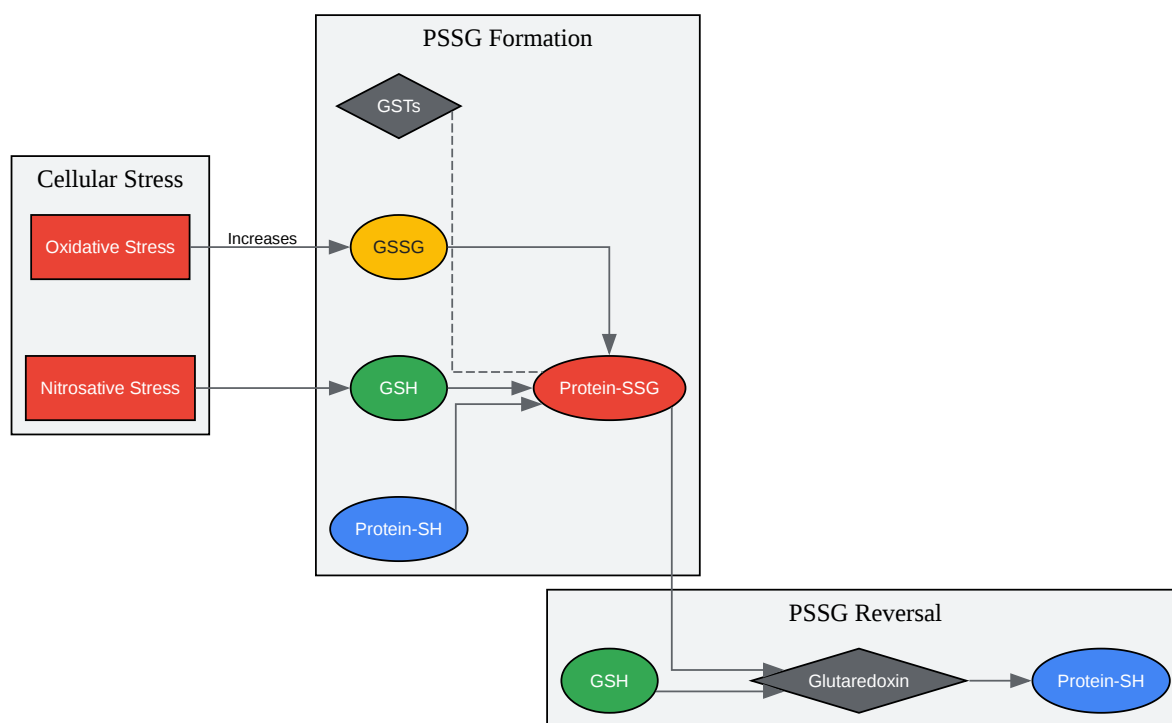 PSSG Formation
GSTs
Cellular Stress
Oxidative Stress
Increases
GSSG
Nitrosative Stress
GSH
Protein-SSG
Protein-SH
PSSG Reversal
GSH
Glutaredoxin
Protein-SH